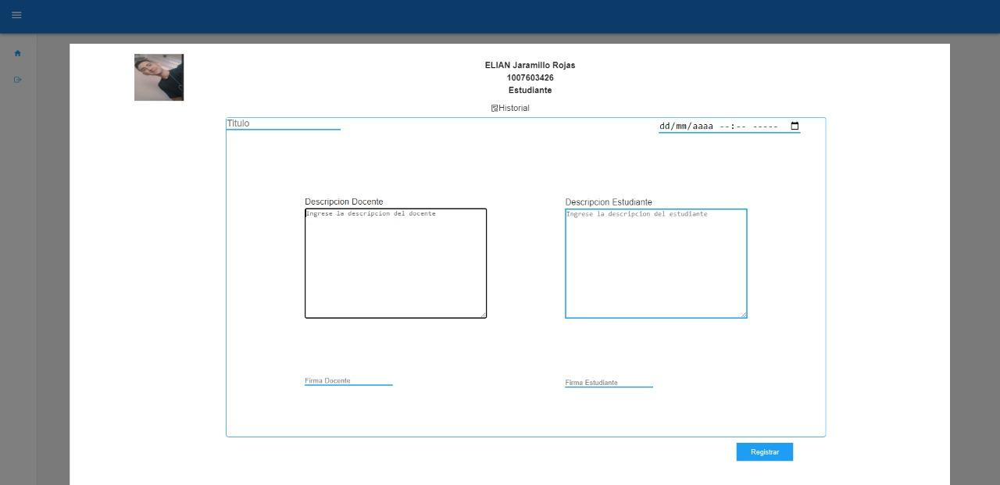 ELIAN Jaramillo Rojas
1007603426
Estudiante
Historial
Titulo
dd/mm/aaaa --:-- -----
Descripcion Docente
Ingrese la descripcion del docente
Descripcion Estudiante
Ingrese la descripcion del estudiante
Firma Docente
Firma Estudiante
Registrar